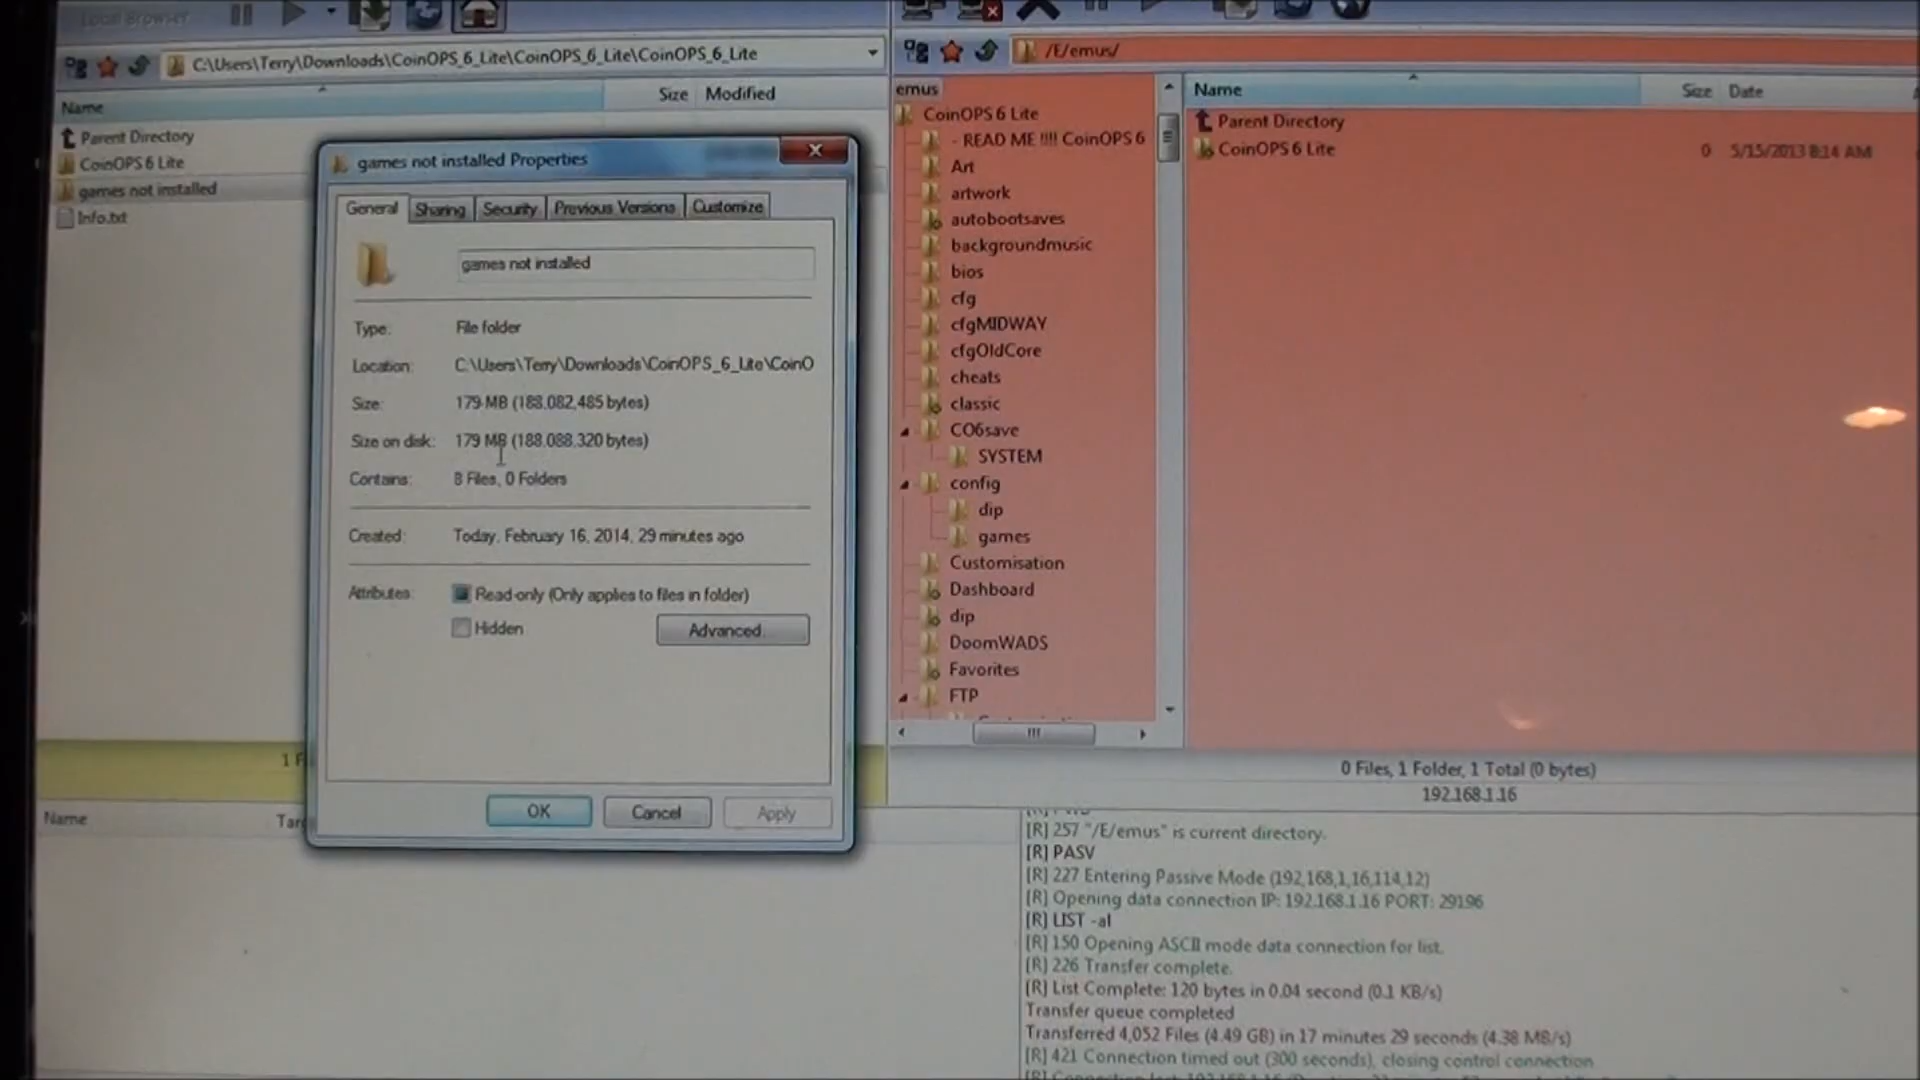 Local Browser
C:\Users\Terry\Downloads\CoinOPS_6_Lite\CoinOPS_6_Lite\CoinOPS_6_Lite
Name Size Modified
Parent Directory
CoinOPS 6 Lite
games not installed
Info.txt
games not installed Properties
General Sharing Security Previous Versions Customize
games not installed
Type: File folder
Location: C:\Users\Terry\Downloads\CoinOPS_6_Lite\CoinO
Size: 179 MB (188,082,485 bytes)
Size on disk: 179 MB (188,088,320 bytes)
Contains: 8 Files, 0 Folders
Created: Today, February 16, 2014, 29 minutes ago
Attributes: Read-only (Only applies to files in folder)
Hidden Advanced...
OK Cancel Apply
1 F
Name Tar
/E/emus/
emus
CoinOPS 6 Lite
- READ ME !!!! CoinOPS 6
Art
artwork
autobootsaves
backgroundmusic
bios
cfg
cfgMIDWAY
cfgOldCore
cheats
classic
CO6save
SYSTEM
config
dip
games
Customisation
Dashboard
dip
DoomWADS
Favorites
FTP
Name Size Date
Parent Directory
CoinOPS 6 Lite 0 5/15/2013 8:14 AM
0 Files, 1 Folder, 1 Total (0 bytes)
192.168.1.16
[R] 257 "/E/emus" is current directory.
[R] PASV
[R] 227 Entering Passive Mode (192,168,1,16,114,12)
[R] Opening data connection IP: 192.168.1.16 PORT: 29196
[R] LIST -al
[R] 150 Opening ASCII mode data connection for list.
[R] 226 Transfer complete.
[R] List Complete: 120 bytes in 0.04 second (0.1 KB/s)
Transfer queue completed
Transferred 4,052 Files (4.49 GB) in 17 minutes 29 seconds (4.38 MB/s)
[R] 421 Connection timed out (300 seconds), closing control connection